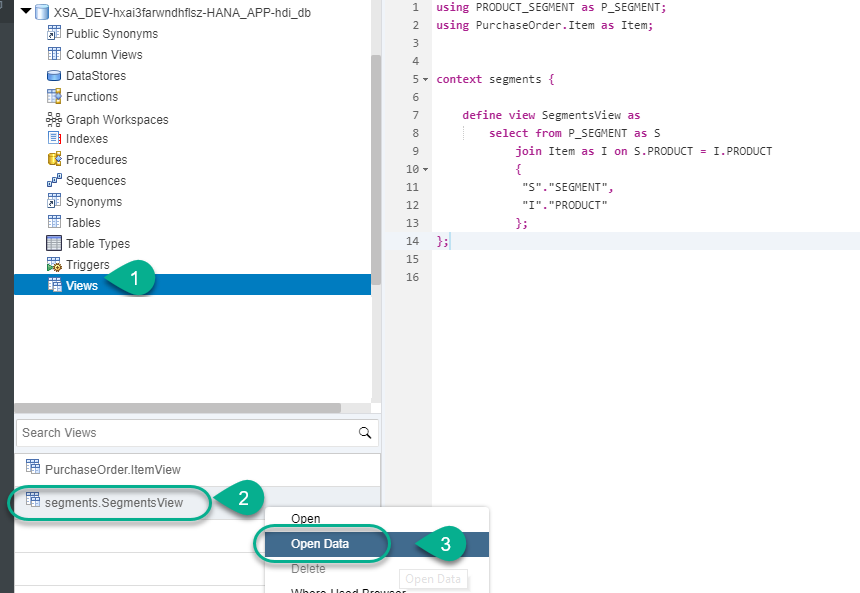 XSA_DEV-hxai3farwndhflsz-HANA_APP-hdi_db
Public Synonyms
Column Views
DataStores
Functions
Graph Workspaces
Indexes
Procedures
Sequences
Synonyms
Tables
Table Types
Triggers
Views
1
Search Views
PurchaseOrder.ItemView
segments.SegmentsView
2
Open
Open Data
3
Delete
Open Data
Where-Used Browser
1 using PRODUCT_SEGMENT as P_SEGMENT;
2 using PurchaseOrder.Item as Item;
3
4
5 context segments {
6
7 define view SegmentsView as
8 select from P_SEGMENT as S
9 join Item as I on S.PRODUCT = I.PRODUCT
10 {
11 "S"."SEGMENT",
12 "I"."PRODUCT"
13 };
14 };
15
16